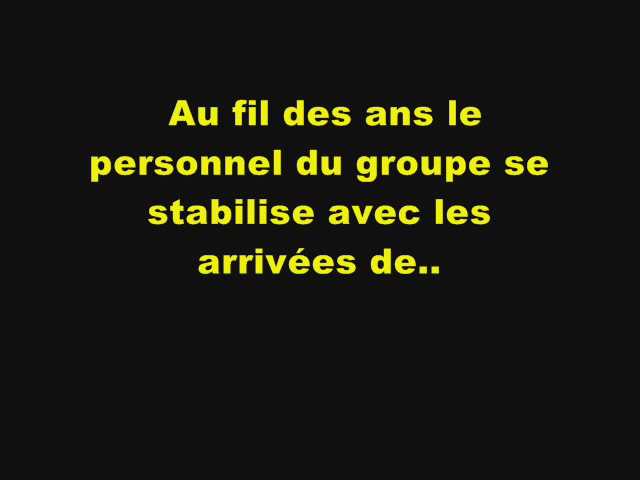 Au fil des ans le
personnel du groupe se
stabilise avec les
arrivées de..